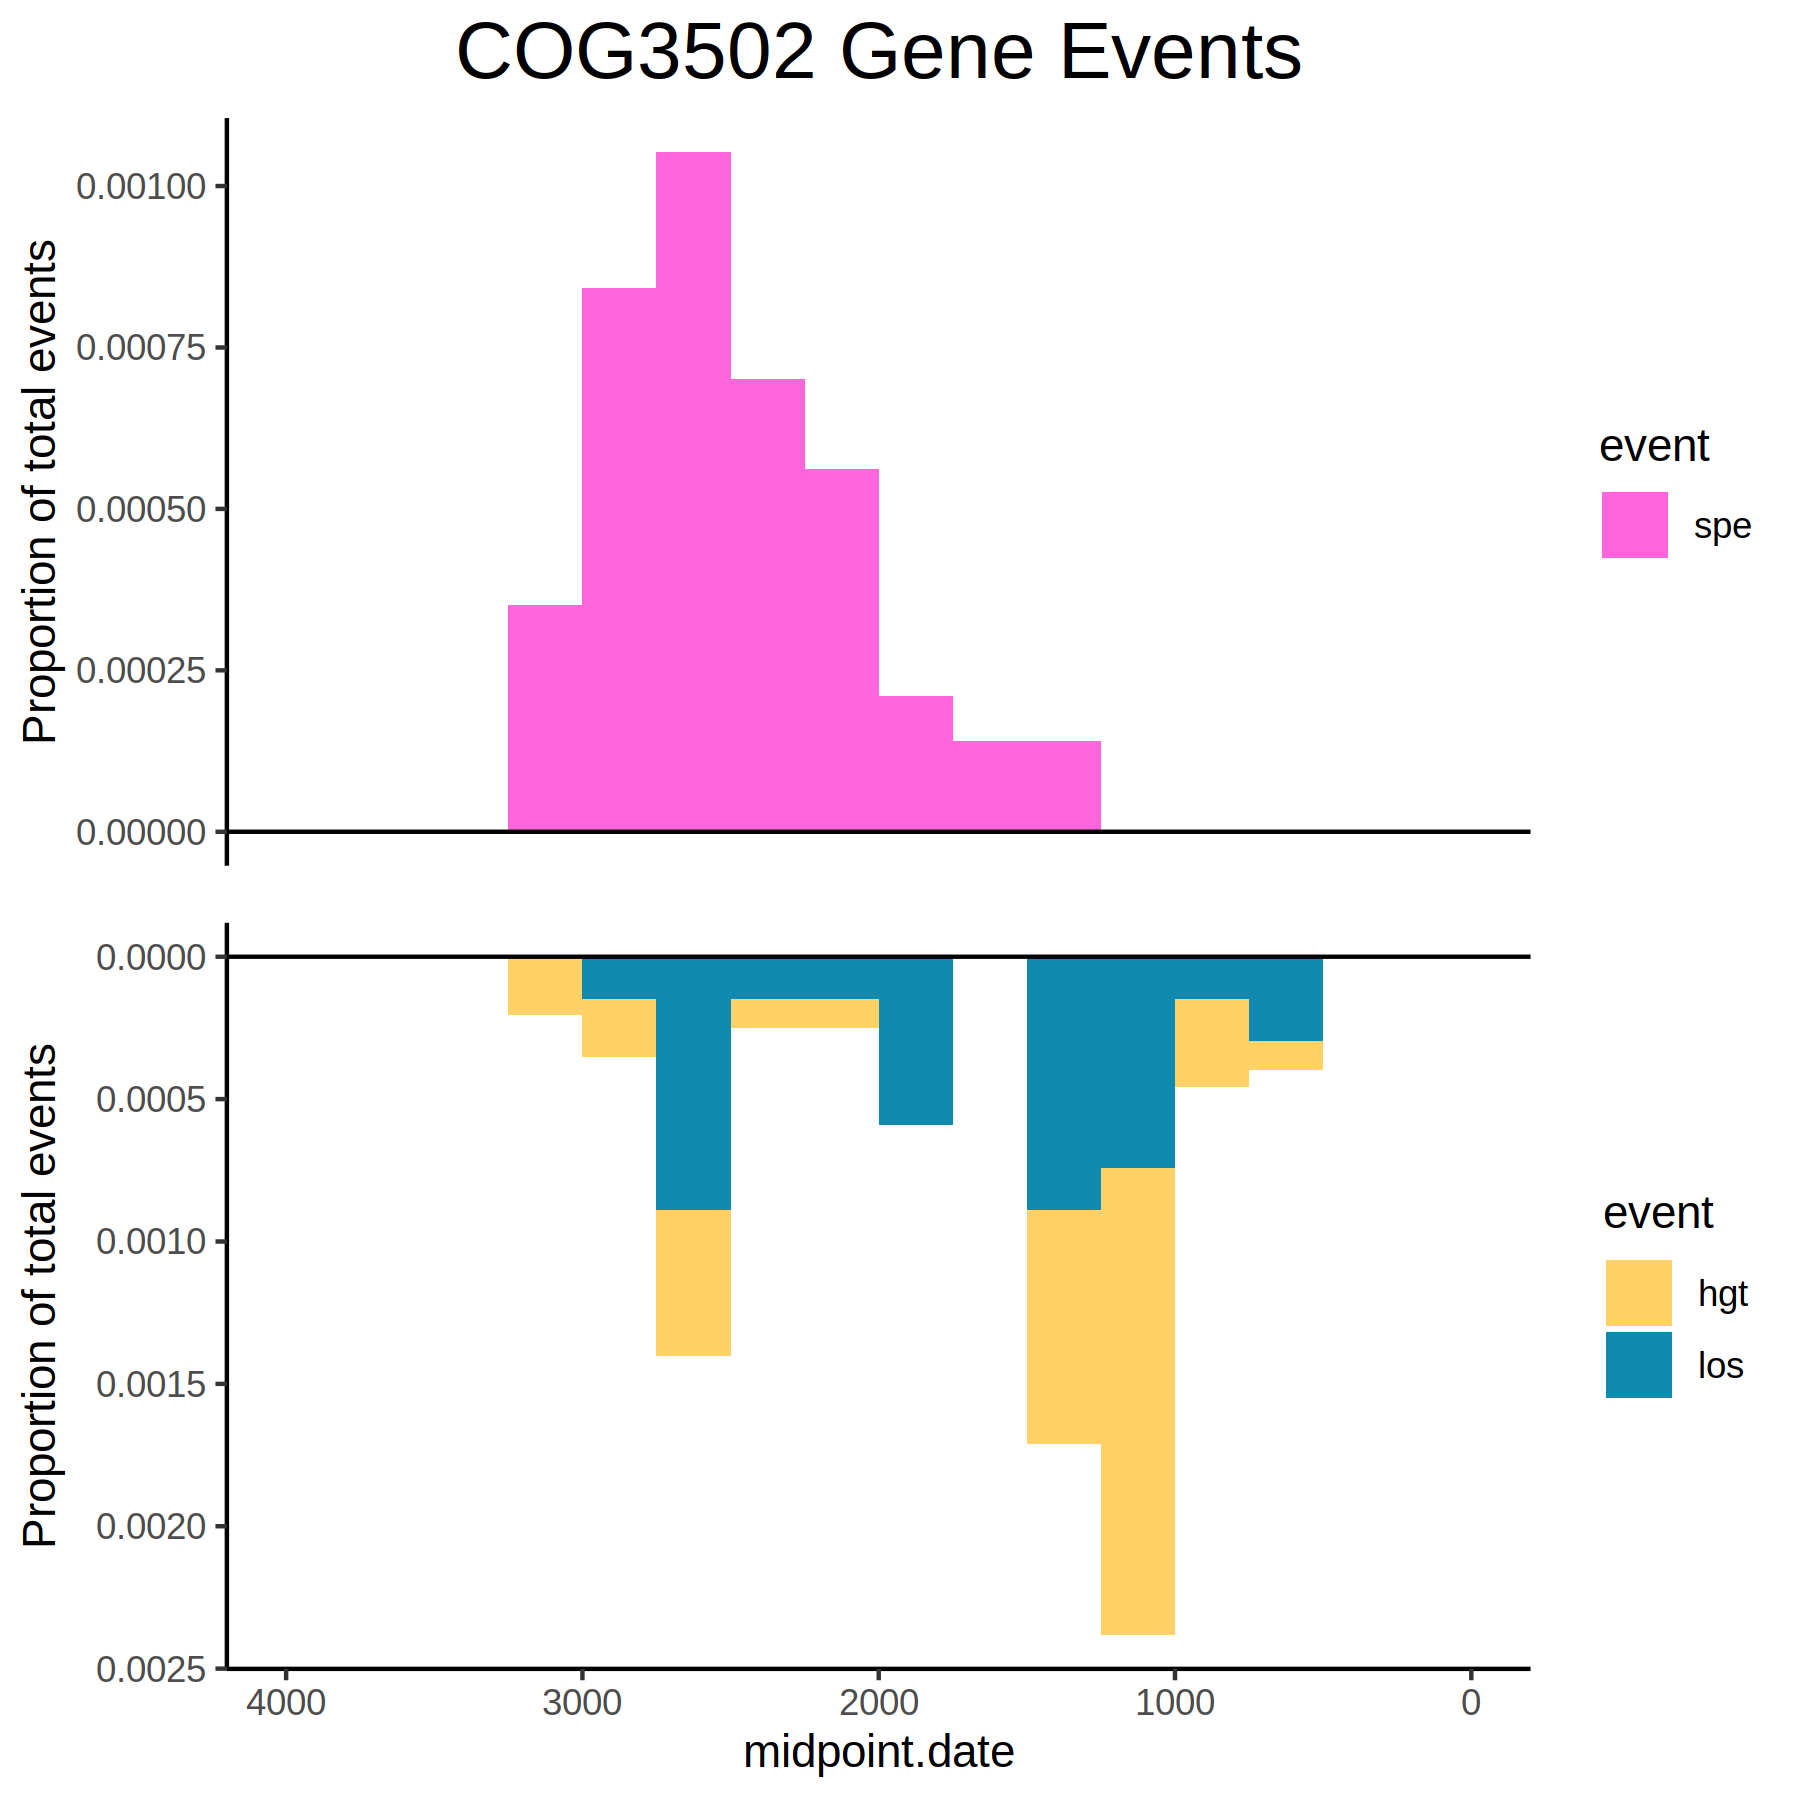 COG3502 Gene Events
Proportion of total events
0.00100
0.00075
0.00050
0.00025
0.00000
event
spe
Proportion of total events
0.0000
0.0005
0.0010
0.0015
0.0020
0.0025
event
hgt
los
4000 3000 2000 1000 0
midpoint.date